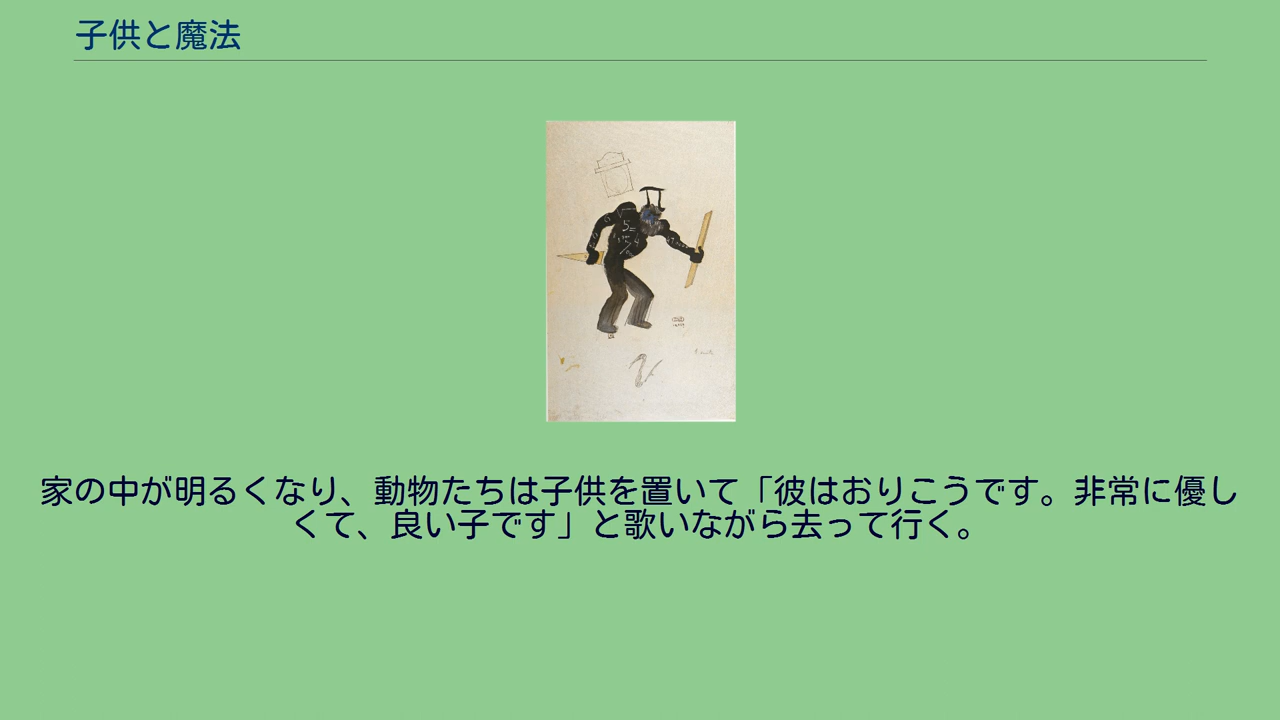 子供と魔法
家の中が明るくなり、動物たちは子供を置いて「彼はおりこうです。非常に優し
くて、良い子です」と歌いながら去って行く。